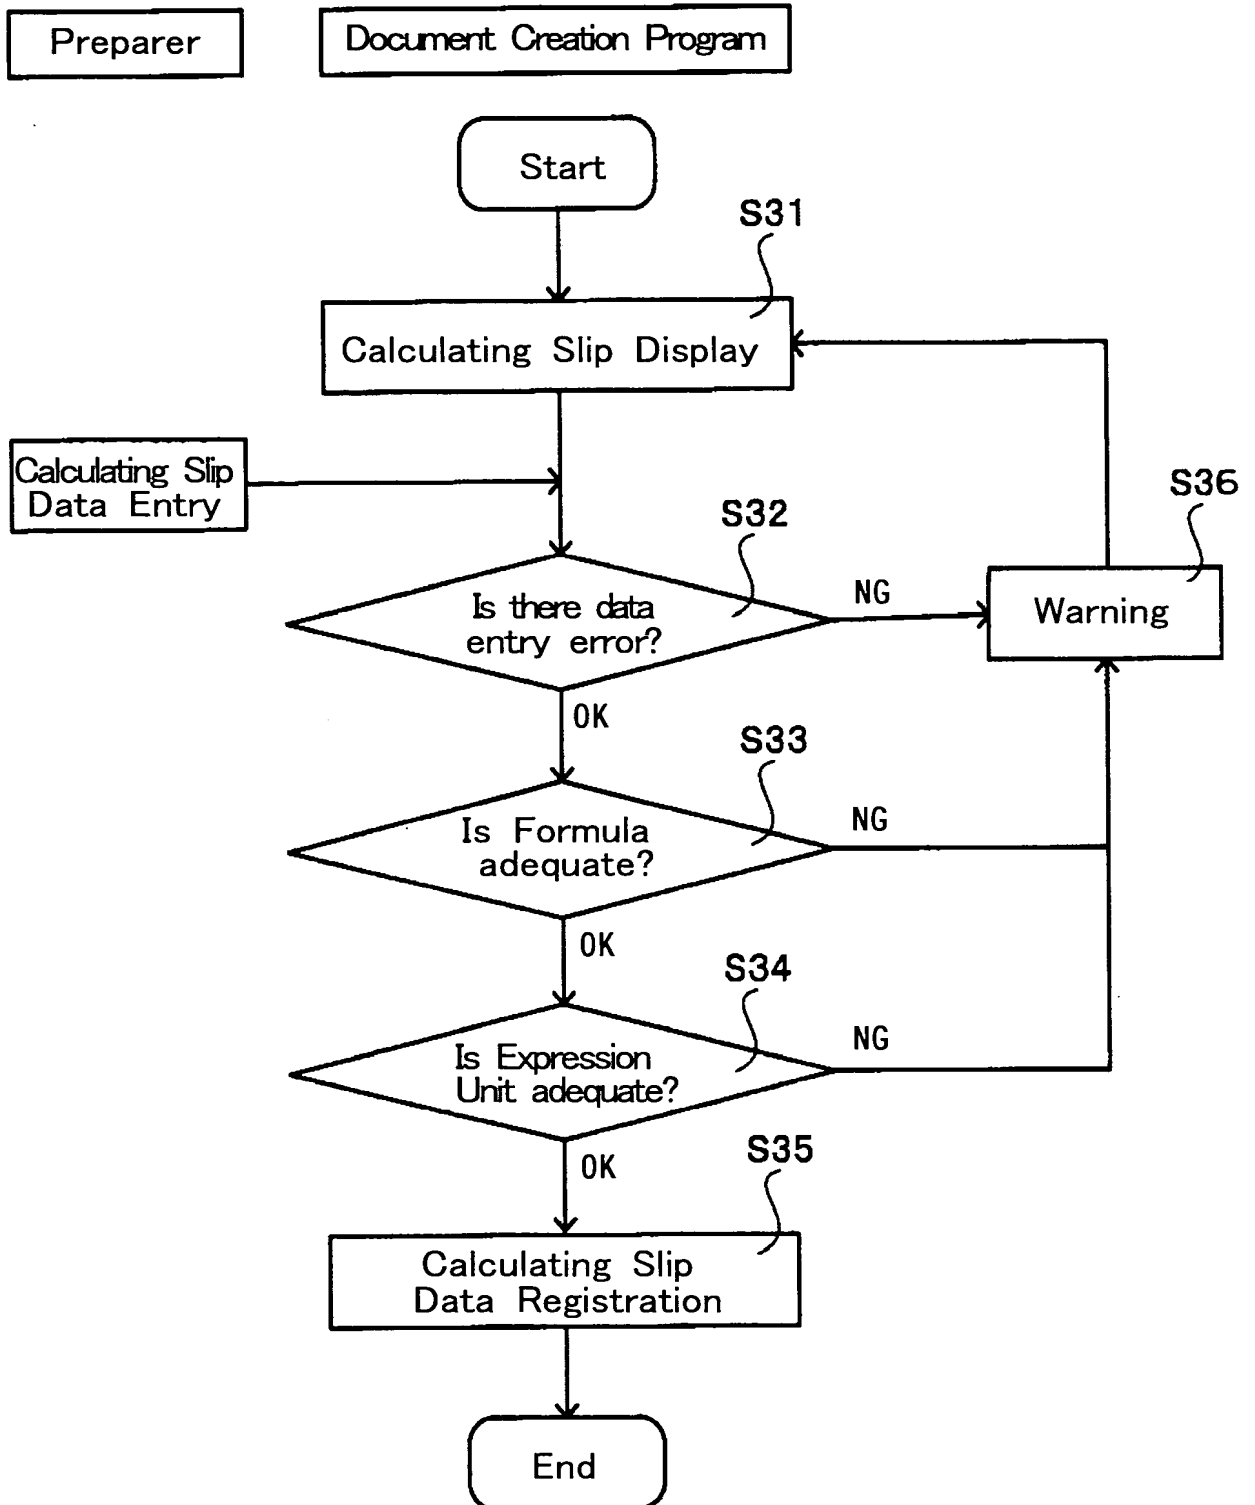 Preparer
Document Creation Program
Start
S31
Calculating Slip Display
Calculating Slip
Data Entry
S36
S32
Is there data
entry error?
NG
Warning
OK
S33
Is Formula
adequate?
NG
OK
S34
Is Expression
Unit adequate?
NG
OK
S35
Calculating Slip
Data Registration
End